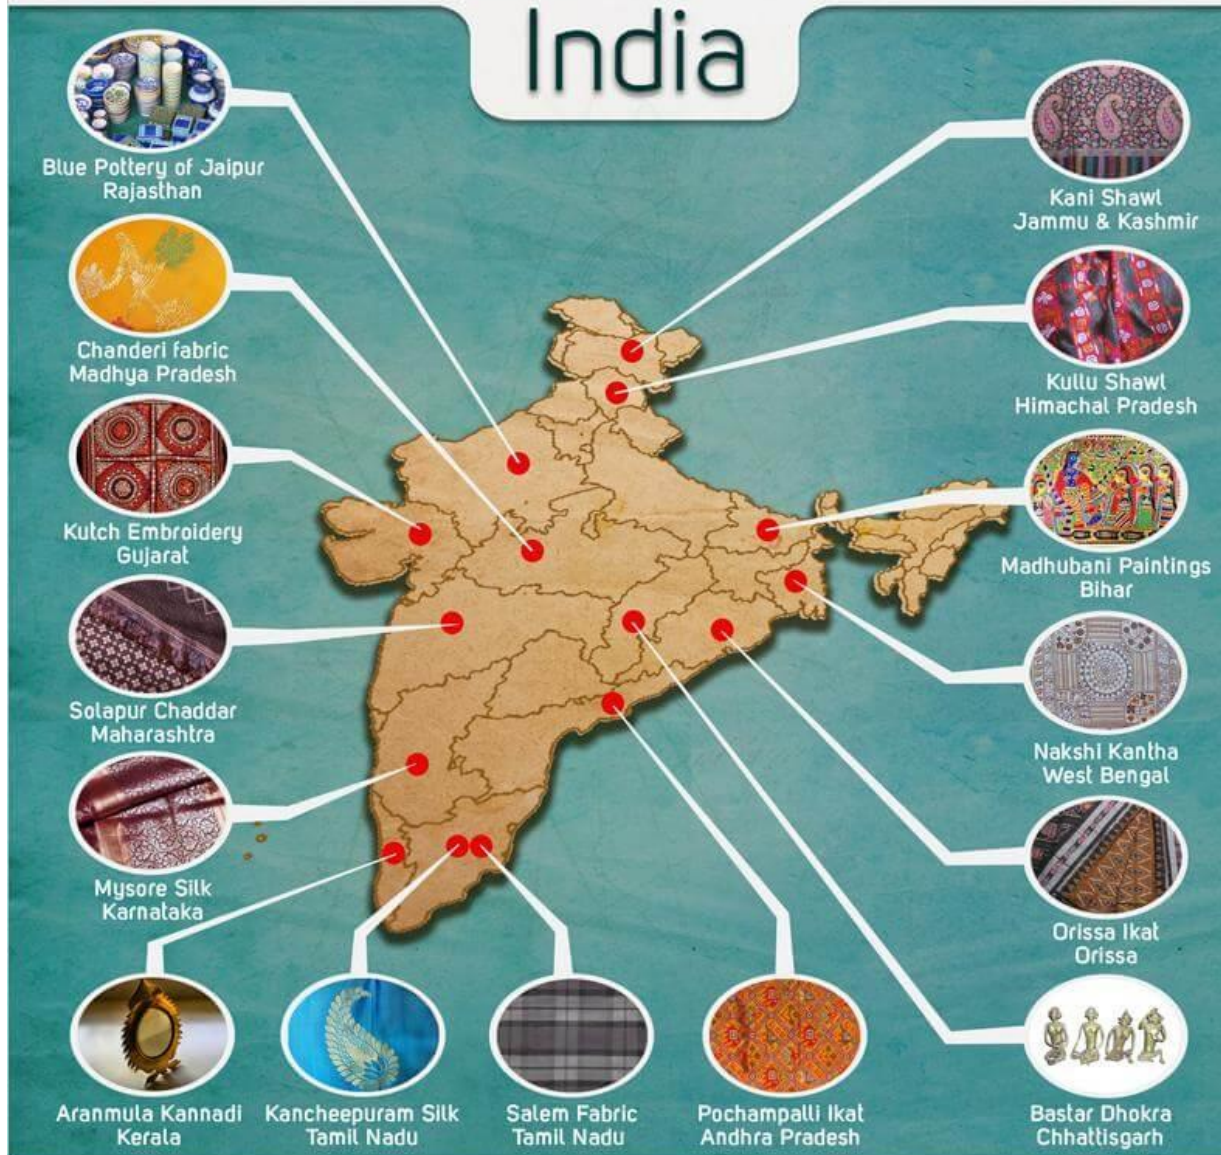 India
Blue Pottery of Jaipur
Rajasthan
Kani Shawl
Jammu & Kashmir
Chanderi fabric
Madhya Pradesh
Kullu Shawl
Himachal Pradesh
Kutch Embroidery
Gujarat
Madhubani Paintings
Bihar
Solapur Chaddar
Maharashtra
Nakshi Kantha
West Bengal
Mysore Silk
Karnataka
Orissa Ikat
Orissa
Aranmula Kannadi
Kerala
Kancheepuram Silk
Tamil Nadu
Salem Fabric
Tamil Nadu
Pochampalli Ikat
Andhra Pradesh
Bastar Dhokra
Chhattisgarh